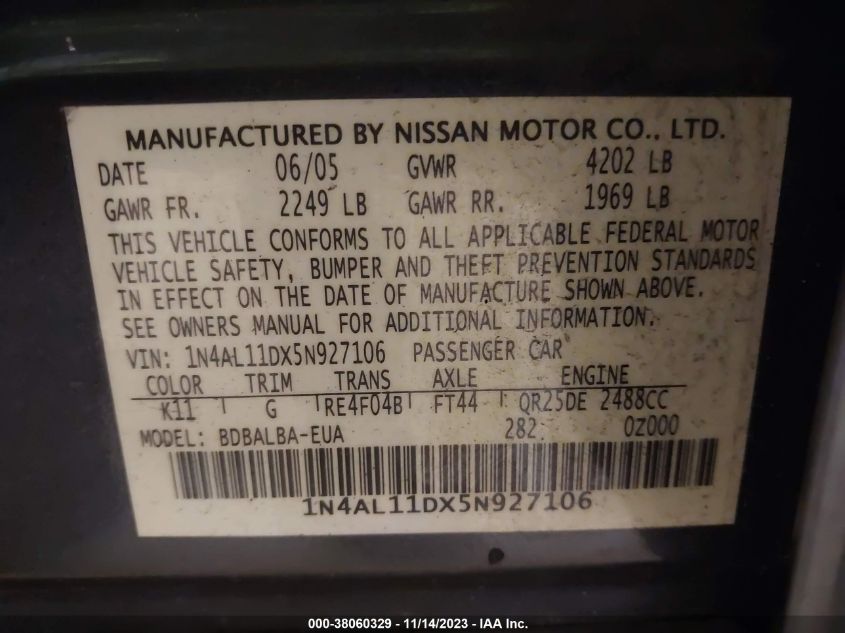 MANUFACTURED BY NISSAN MOTOR CO., LTD.
DATE 06/05 GVWR 4202 LB
GAWR FR. 2249 LB GAWR RR. 1969 LB
THIS VEHICLE CONFORMS TO ALL APPLICABLE FEDERAL MOTOR
VEHICLE SAFETY, BUMPER AND THEFT PREVENTION STANDARDS
IN EFFECT ON THE DATE OF MANUFACTURE SHOWN ABOVE.
SEE OWNERS MANUAL FOR ADDITIONAL INFORMATION.
VIN: 1N4AL11DX5N927106 PASSENGER CAR
COLOR TRIM TRANS AXLE ENGINE
K11 G RE4F04B FT44 QR25DE 2488CC
MODEL: BDBALBA-EUA 282 0Z000
1N4AL11DX5N927106
000-38060329 - 11/14/2023 - IAA Inc.